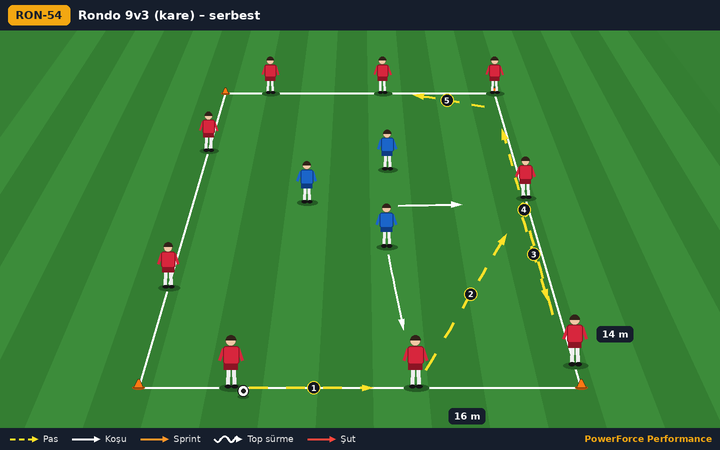 RON-54 Rondo 9v3 (kare) – serbest
5
4
3
2
14 m
1
16 m
Pas Koşu Sprint Top sürme Şut PowerForce Performance